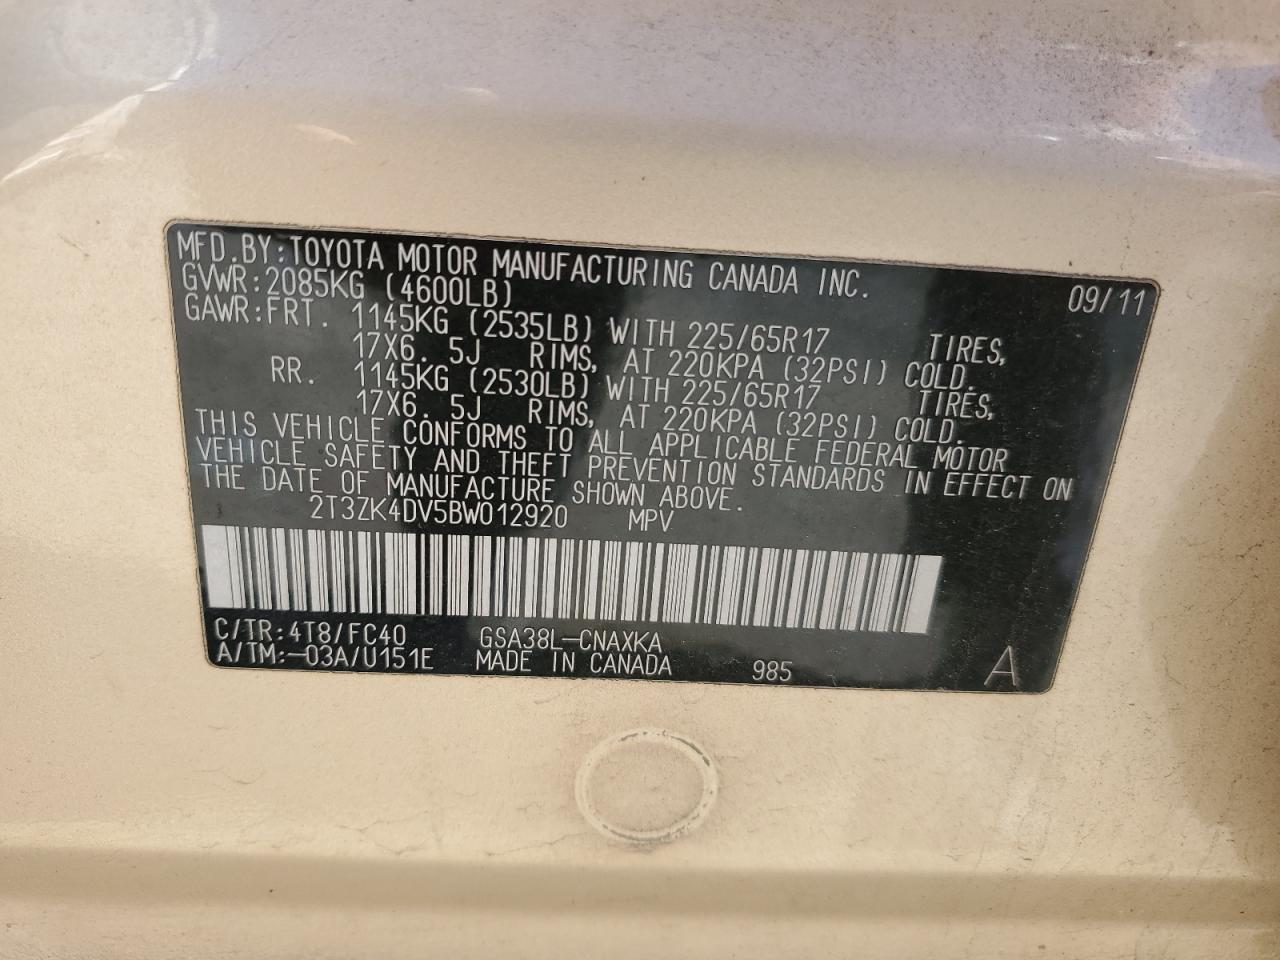 MFD.BY:TOYOTA MOTOR MANUFACTURING CANADA INC. 09/11
GVWR:2085KG (4600LB)
GAWR:FRT. 1145KG (2535LB) WITH 225/65R17 TIRES,
17X6.5J RIMS, AT 220KPA (32PSI) COLD.
RR. 1145KG (2530LB) WITH 225/65R17 TIRES,
17X6.5J RIMS, AT 220KPA (32PSI) COLD.
THIS VEHICLE CONFORMS TO ALL APPLICABLE FEDERAL MOTOR
VEHICLE SAFETY AND THEFT PREVENTION STANDARDS IN EFFECT ON
THE DATE OF MANUFACTURE SHOWN ABOVE.
2T3ZK4DV5BW012920 MPV
C/TR:4T8/FC40 GSA38L-CNAXKA
A/TM:-03A/U151E MADE IN CANADA 985 A